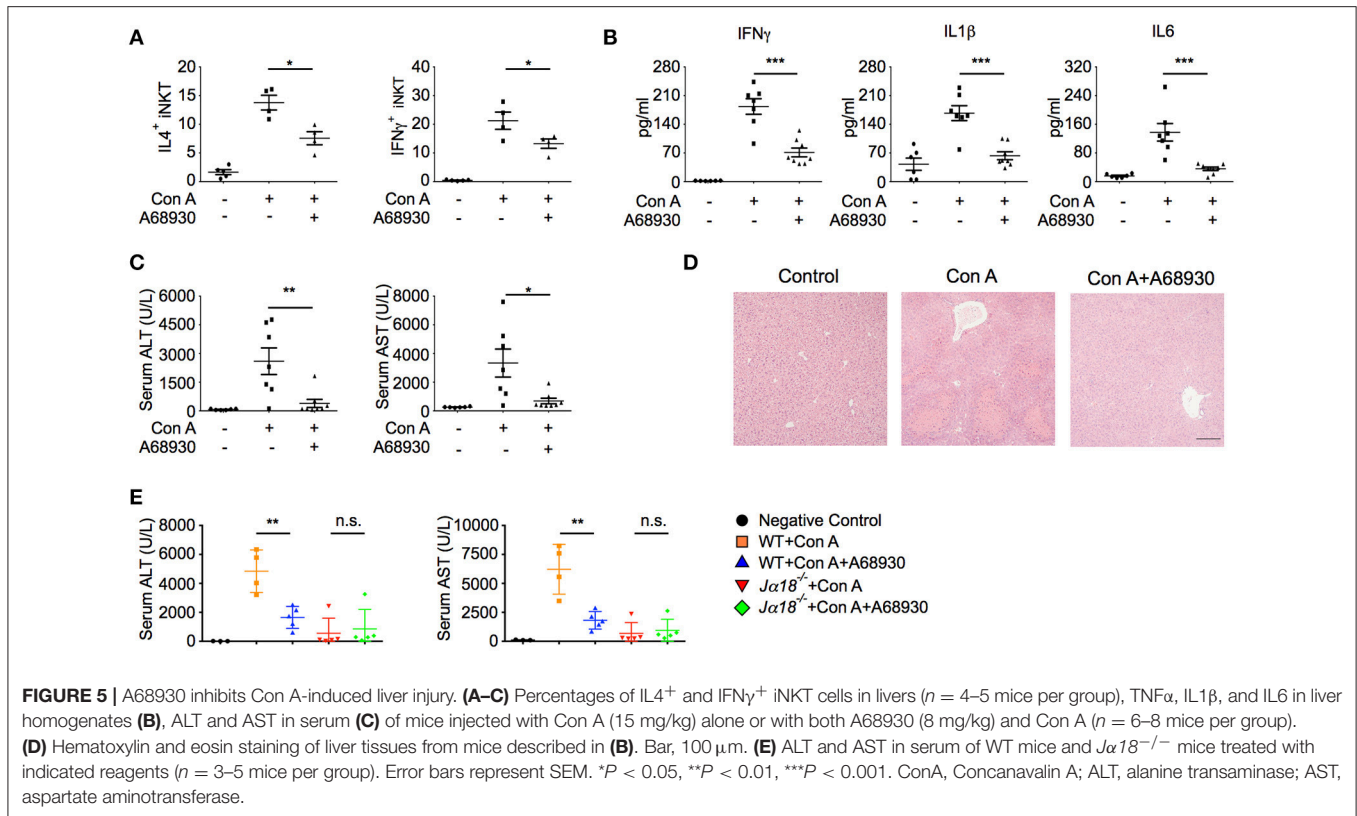 A
IL4+ iNKT
20
15
10
5
0
*
Con A - + +
A68930 - - +
IFNγ+ iNKT
40
30
20
10
0
*
Con A - + +
A68930 - - +
B
IFNγ
pg/ml
280
210
140
70
0
***
Con A - + +
A68930 - - +
IL1β
pg/ml
280
210
140
70
0
***
- + +
- - +
IL6
pg/ml
320
240
160
80
0
***
- + +
- - +
C
Serum ALT (U/L)
6000
4500
3000
1500
0
**
Con A - + +
A68930 - - +
Serum AST (U/L)
8000
6000
4000
2000
0
*
Con A - + +
A68930 - - +
D
Control
Con A
Con A+A68930
E
Serum ALT (U/L)
8000
6000
4000
2000
0
**
n.s.
Serum AST (U/L)
10000
7500
5000
2500
0
**
n.s.
Negative Control
WT+Con A
WT+Con A+A68930
Jα18-/-+Con A
Jα18-/-+Con A+A68930
FIGURE 5 | A68930 inhibits Con A-induced liver injury. (A–C) Percentages of IL4+ and IFNγ+ iNKT cells in livers (n = 4–5 mice per group), TNFα, IL1β, and IL6 in liver
homogenates (B), ALT and AST in serum (C) of mice injected with Con A (15 mg/kg) alone or with both A68930 (8 mg/kg) and Con A (n = 6–8 mice per group).
(D) Hematoxylin and eosin staining of liver tissues from mice described in (B). Bar, 100 μm. (E) ALT and AST in serum of WT mice and Jα18−/− mice treated with
indicated reagents (n = 3–5 mice per group). Error bars represent SEM. *P < 0.05, **P < 0.01, ***P < 0.001. ConA, Concanavalin A; ALT, alanine transaminase; AST,
aspartate aminotransferase.